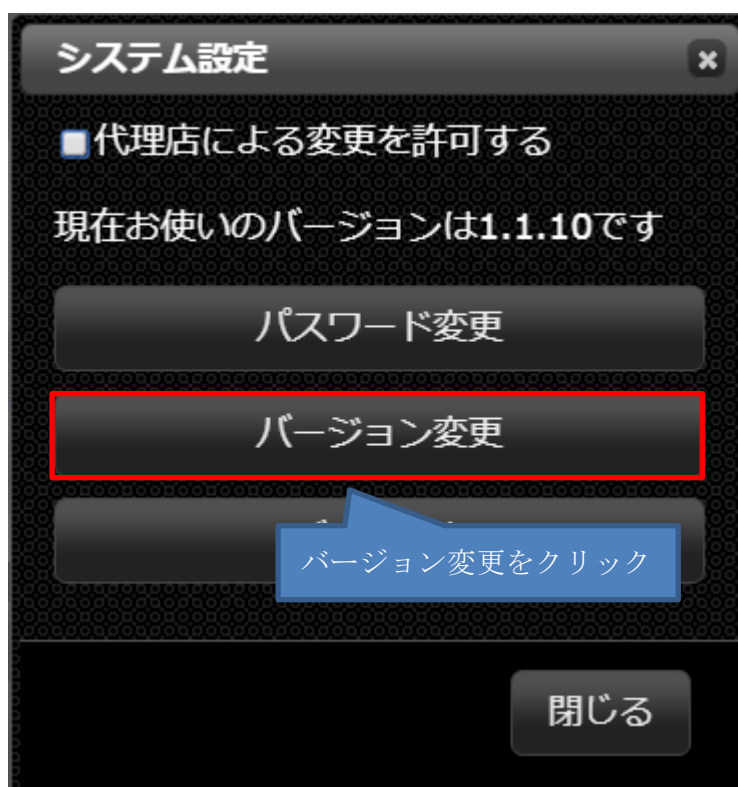 システム設定
代理店による変更を許可する
現在お使いのバージョンは1.1.10です
パスワード変更
バージョン変更
バージョン変更をクリック
閉じる